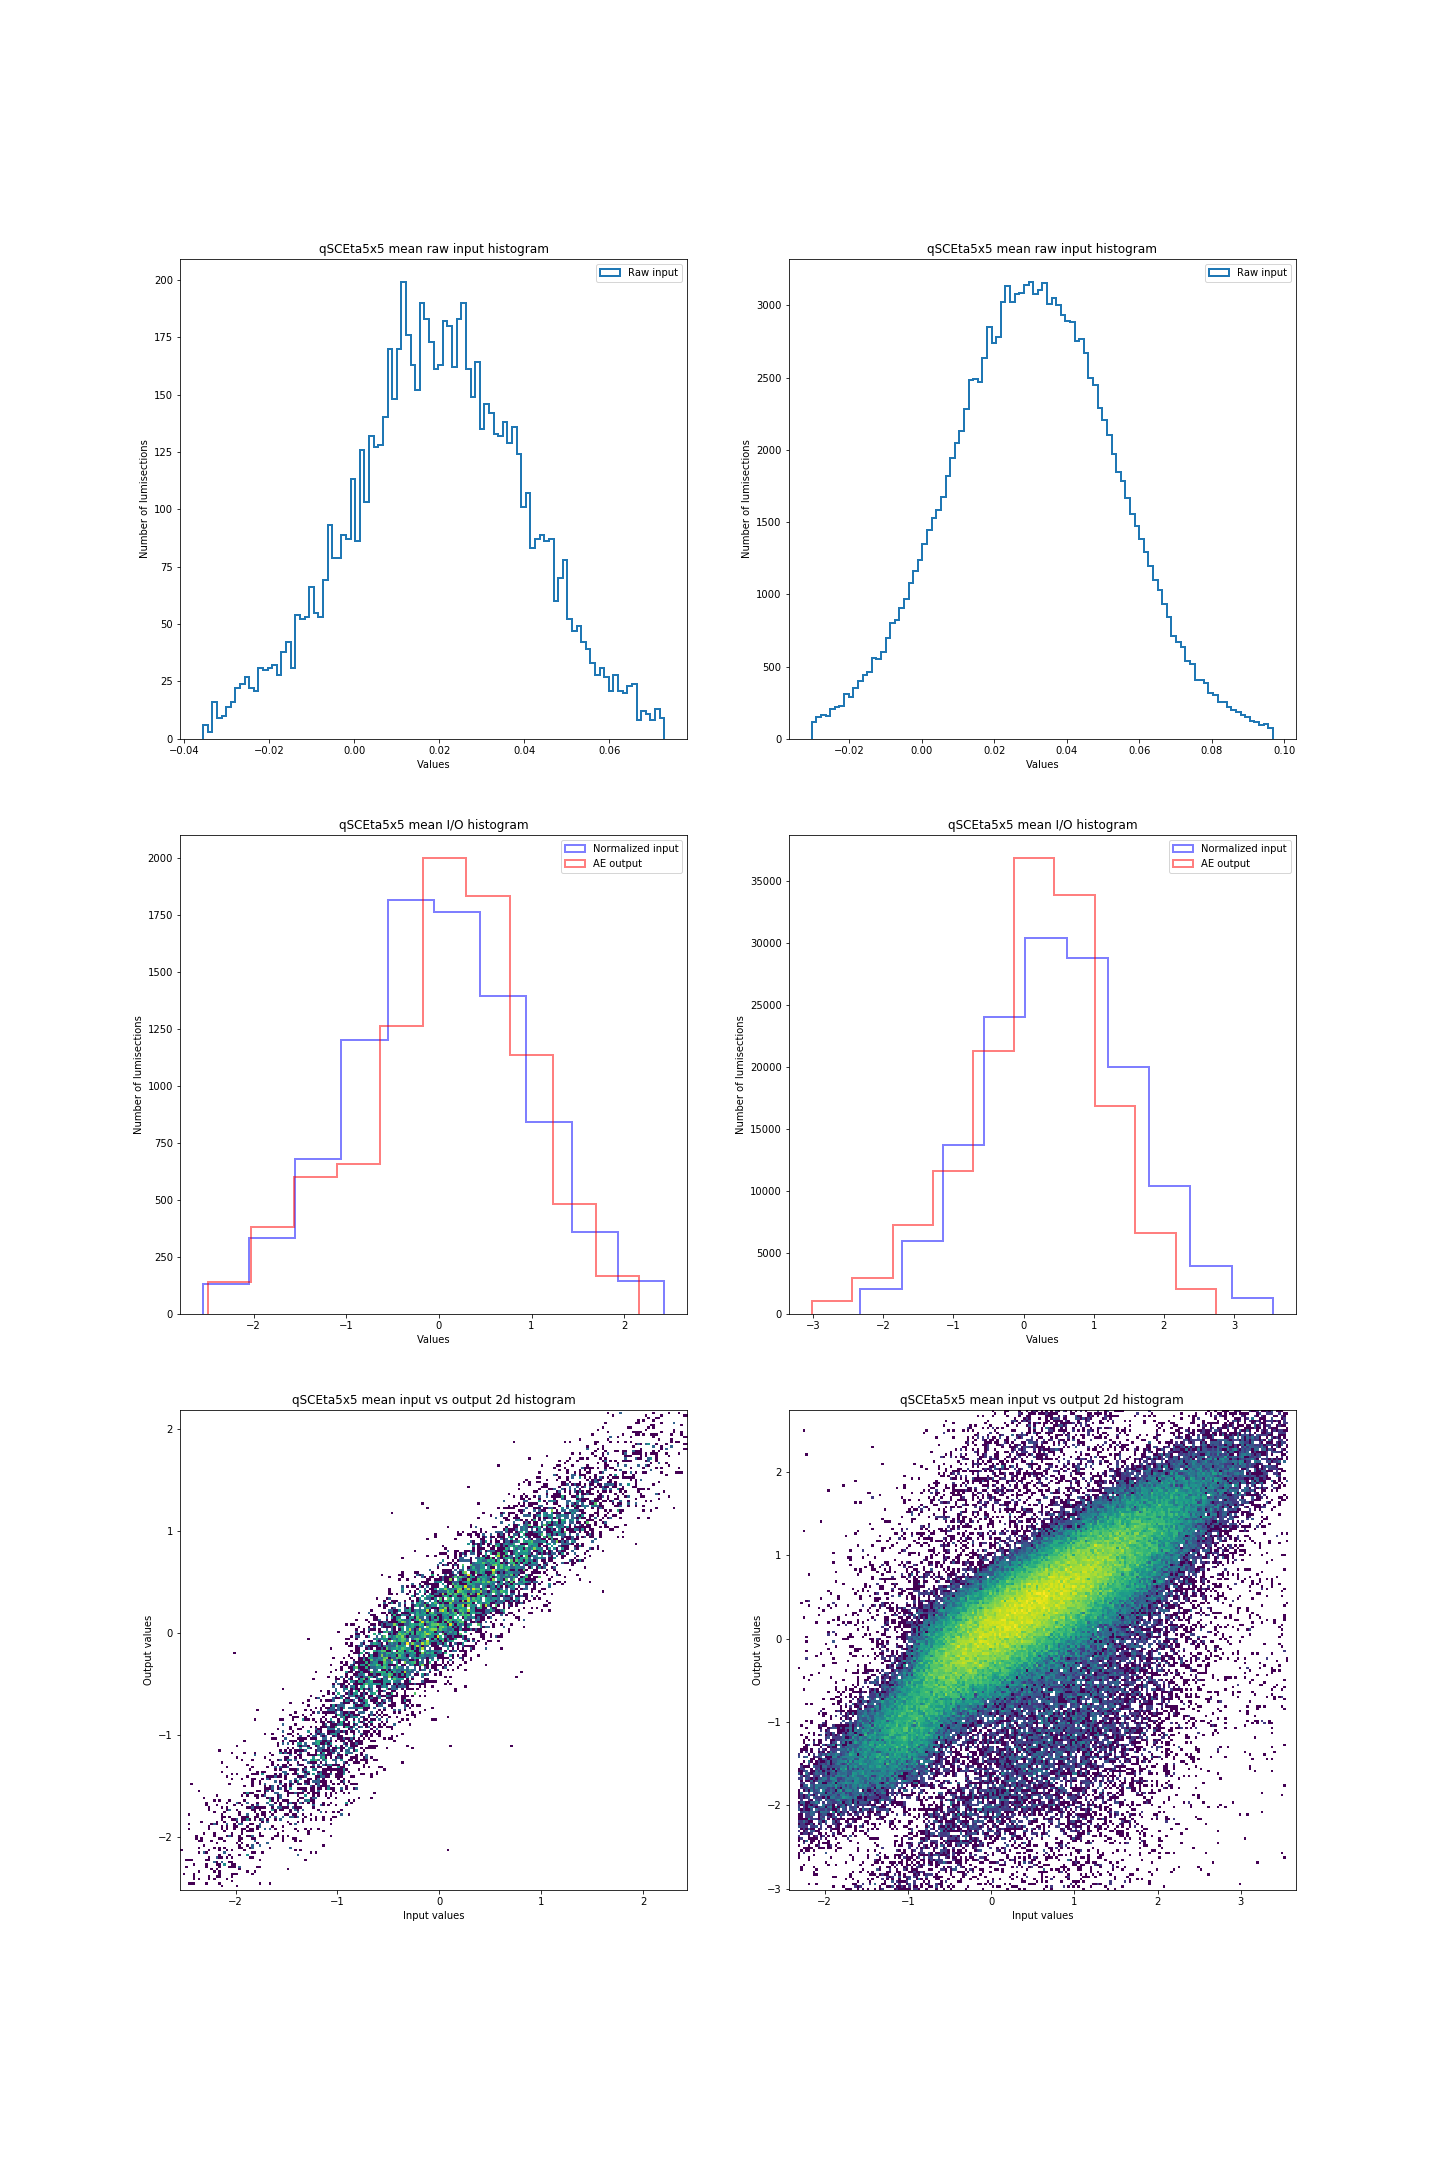 qSCEta5x5 mean raw input histogram
Raw input
200
175
150
125
100
75
50
25
0
Number of lumisections
−0.04 −0.02 0.00 0.02 0.04 0.06
Values
qSCEta5x5 mean raw input histogram
Raw input
3000
2500
2000
1500
1000
500
0
Number of lumisections
−0.02 0.00 0.02 0.04 0.06 0.08 0.10
Values
qSCEta5x5 mean I/O histogram
Normalized input
AE output
2000
1750
1500
1250
1000
750
500
250
0
Number of lumisections
−2 −1 0 1 2
Values
qSCEta5x5 mean I/O histogram
Normalized input
AE output
35000
30000
25000
20000
15000
10000
5000
0
Number of lumisections
−3 −2 −1 0 1 2 3
Values
qSCEta5x5 mean input vs output 2d histogram
2
1
0
−1
−2
Output values
−2 −1 0 1 2
Input values
qSCEta5x5 mean input vs output 2d histogram
2
1
0
−1
−2
−3
Output values
−2 −1 0 1 2 3
Input values